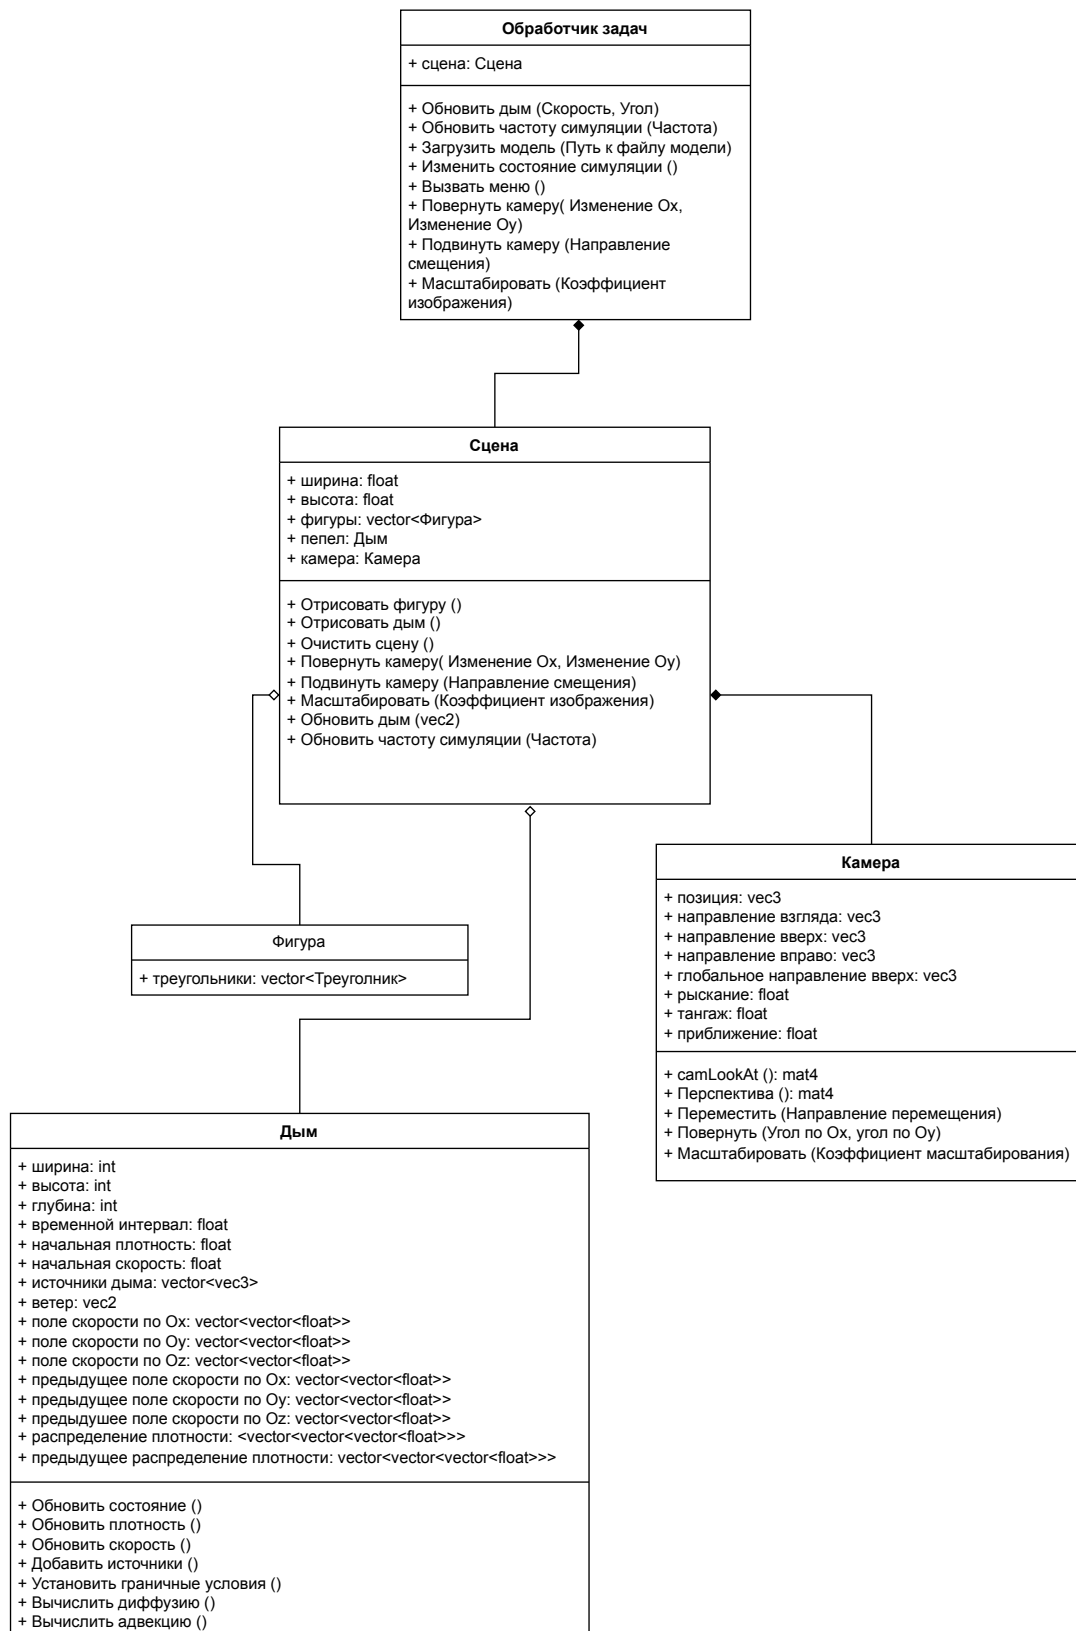 Обработчик задач
+ сцена: Сцена
+ Обновить дым (Скорость, Угол)
+ Обновить частоту симуляции (Частота)
+ Загрузить модель (Путь к файлу модели)
+ Изменить состояние симуляции ()
+ Вызвать меню ()
+ Повернуть камеру( Изменение Ox,
Изменение Oy)
+ Подвинуть камеру (Направление
смещения)
+ Масштабировать (Коэффициент
изображения)
Сцена
+ ширина: float
+ высота: float
+ фигуры: vector<Фигура>
+ пепел: Дым
+ камера: Камера
+ Отрисовать фигуру ()
+ Отрисовать дым ()
+ Очистить сцену ()
+ Повернуть камеру( Изменение Ox, Изменение Oy)
+ Подвинуть камеру (Направление смещения)
+ Масштабировать (Коэффициент изображения)
+ Обновить дым (vec2)
+ Обновить частоту симуляции (Частота)
Фигура
+ треугольники: vector<Треуголник>
Камера
+ позиция: vec3
+ направление взгляда: vec3
+ направление вверх: vec3
+ направление вправо: vec3
+ глобальное направление вверх: vec3
+ рыскание: float
+ тангаж: float
+ приближение: float
+ camLookAt (): mat4
+ Перспектива (): mat4
+ Переместить (Направление перемещения)
+ Повернуть (Угол по Ox, угол по Oy)
+ Масштабировать (Коэффициент масштабирования)
Дым
+ ширина: int
+ высота: int
+ глубина: int
+ временной интервал: float
+ начальная плотность: float
+ начальная скорость: float
+ источники дыма: vector<vec3>
+ ветер: vec2
+ поле скорости по Ox: vector<vector<float>>
+ поле скорости по Oy: vector<vector<float>>
+ поле скорости по Oz: vector<vector<float>>
+ предыдущее поле скорости по Ox: vector<vector<float>>
+ предыдущее поле скорости по Oy: vector<vector<float>>
+ предыдушее поле скорости по Oz: vector<vector<float>>
+ распределение плотности: <vector<vector<vector<float>>>
+ предыдущее распределение плотности: vector<vector<vector<float>>>
+ Обновить состояние ()
+ Обновить плотность ()
+ Обновить скорость ()
+ Добавить источники ()
+ Установить граничные условия ()
+ Вычислить диффузию ()
+ Вычислить адвекцию ()